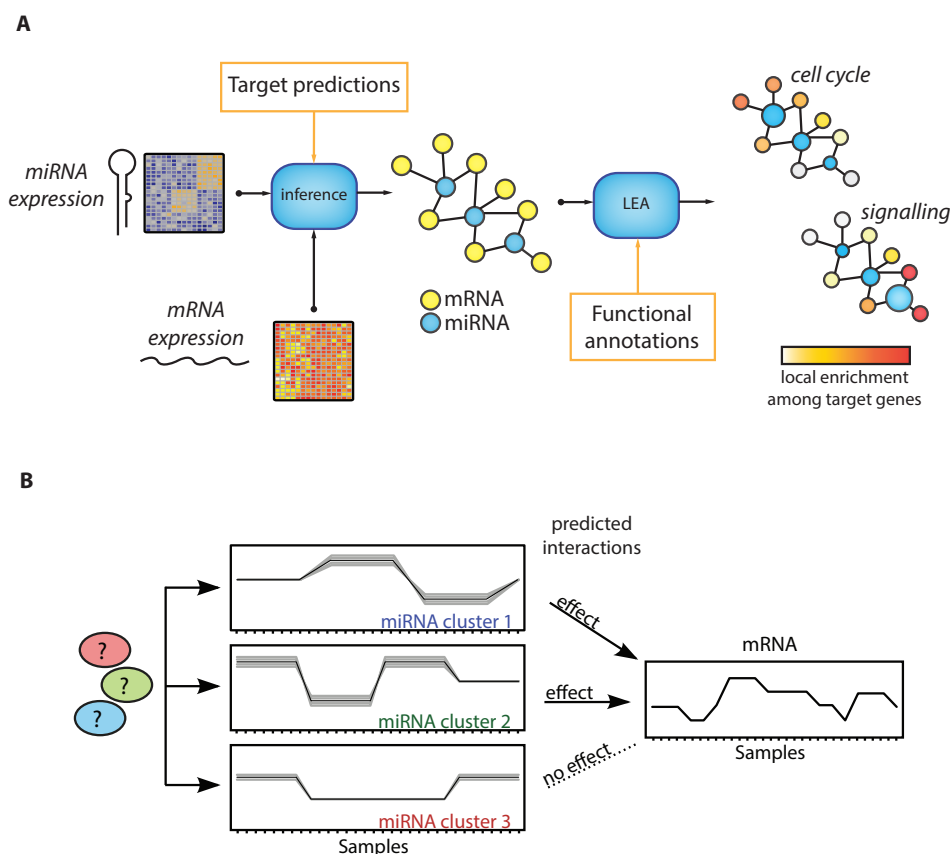 A
Target predictions
miRNA
expression
inference
LEA
cell cycle
signalling
mRNA
expression
mRNA
miRNA
Functional
annotations
local enrichment
among target genes
B
predicted
interactions
miRNA cluster 1
effect
?
?
?
miRNA cluster 2
effect
mRNA
Samples
no effect
miRNA cluster 3
Samples